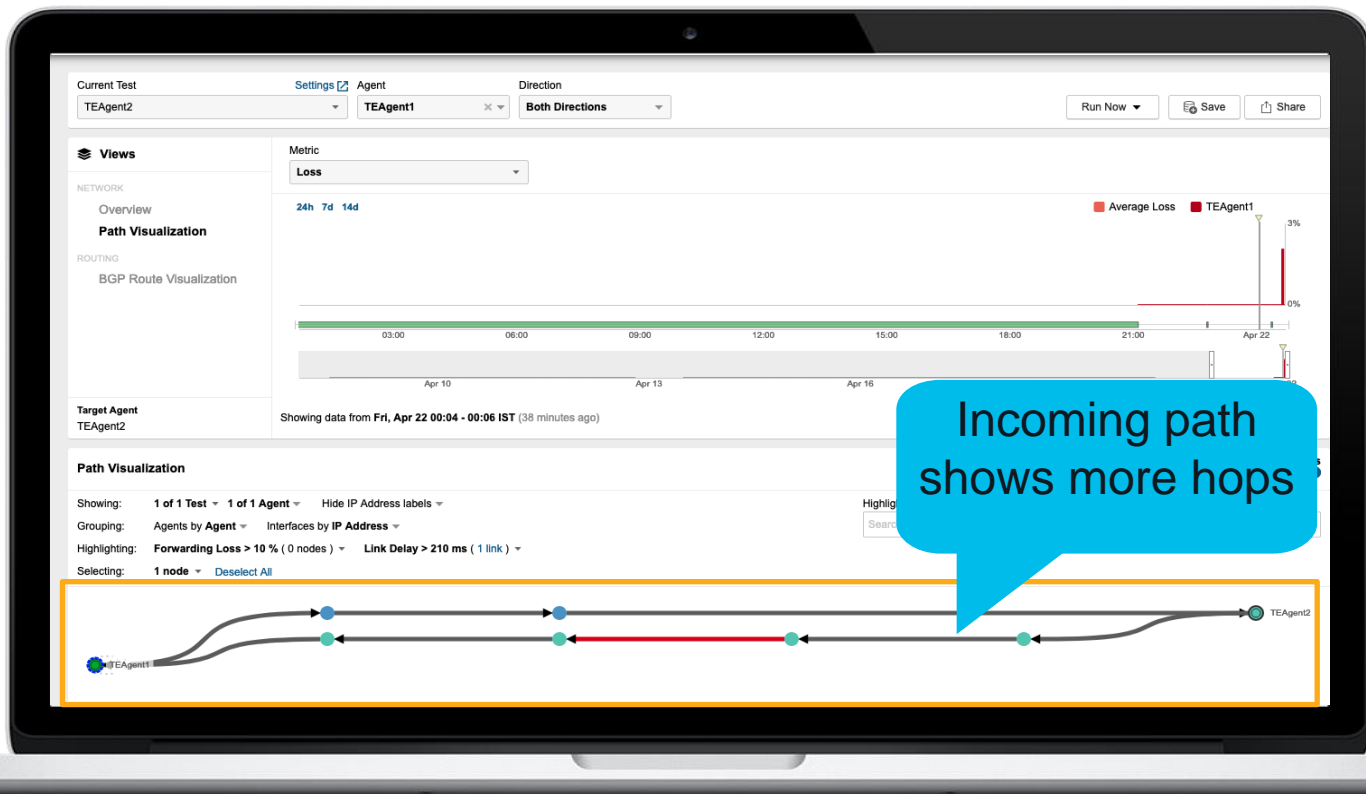 Current Test Settings Agent Direction
TEAgent2 TEAgent1 Both Directions Run Now Save Share
Views
NETWORK
Overview
Path Visualization
ROUTING
BGP Route Visualization
Target Agent
TEAgent2
Metric
Loss
24h 7d 14d
Average Loss TEAgent1
3%
0%
03:00 06:00 09:00 12:00 15:00 18:00 21:00 Apr 22
Apr 10 Apr 13 Apr 16
Showing data from Fri, Apr 22 00:04 - 00:06 IST (38 minutes ago)
Incoming path
shows more hops
Path Visualization
Showing: 1 of 1 Test 1 of 1 Agent Hide IP Address labels
Grouping: Agents by Agent Interfaces by IP Address
Highlighting: Forwarding Loss > 10 % ( 0 nodes ) Link Delay > 210 ms ( 1 link )
Selecting: 1 node Deselect All
TEAgent2
TEAgent1